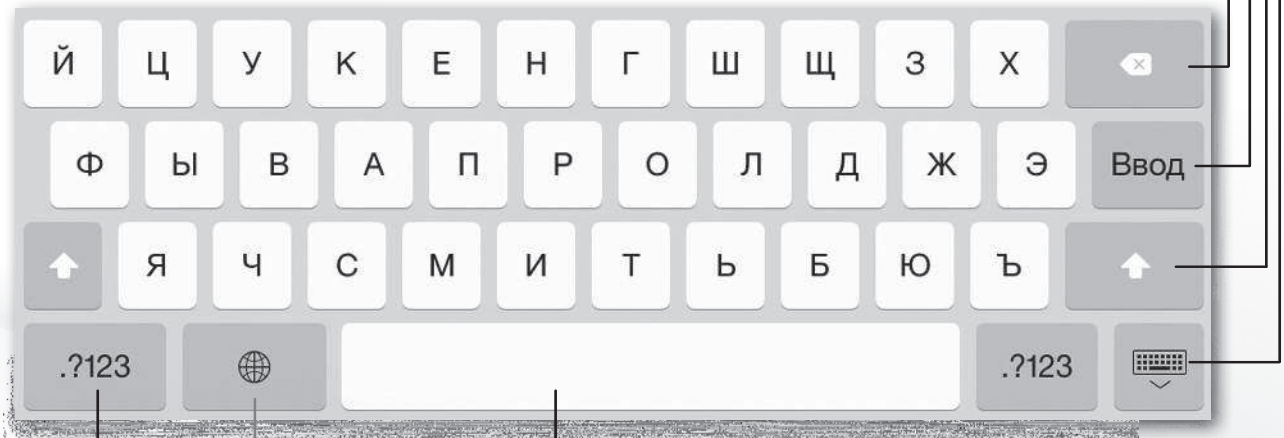 Й Ц У К Е Н Г Ш Щ З Х
Ф Ы В А П Р О Л Д Ж Э Ввод
Я Ч С М И Т Ь Б Ю Ъ
.?123 .?123